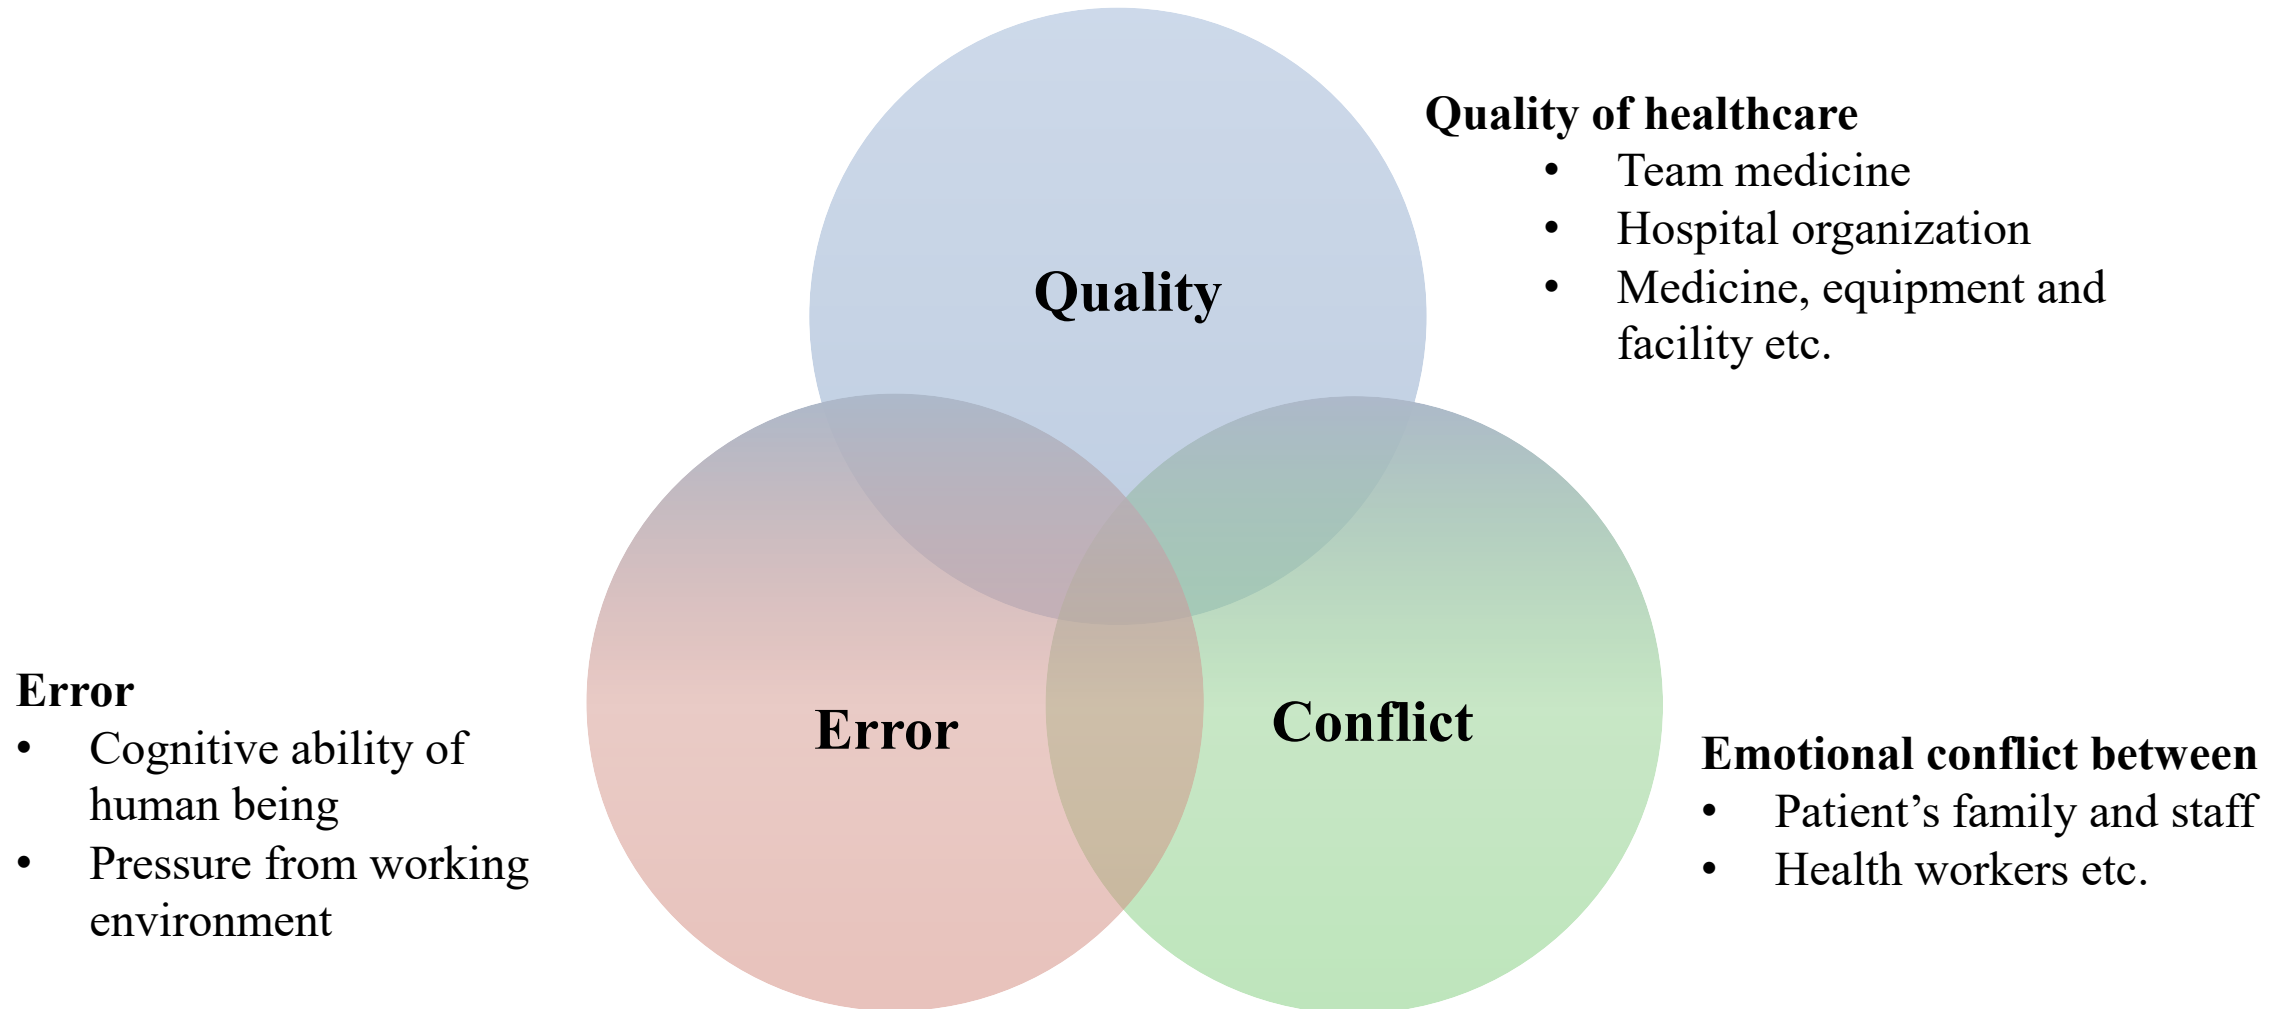 Quality of healthcare
• Team medicine
• Hospital organization
• Medicine, equipment and
facility etc.
Quality
Error
• Cognitive ability of
human being
• Pressure from working
environment
Error
Conflict
Emotional conflict between
• Patient’s family and staff
• Health workers etc.